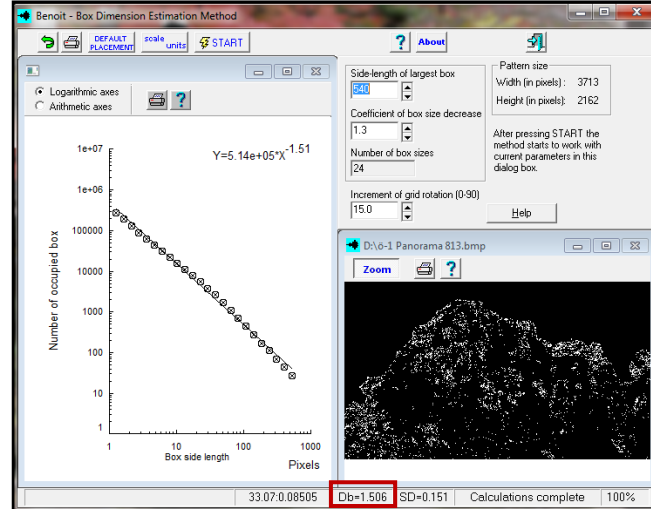 Benoit - Box Dimension Estimation Method
DEFAULT PLACEMENT scale units START ? About
Logarithmic axes
Arithmetic axes
?
Y=5.14e+05*X^-1.51
1e+07
1e+06
100000
10000
1000
100
10
1
Number of occupied box
1 10 100 1000
Box side length
Pixels
Side-length of largest box
540
Coefficient of box size decrease
1.3
Number of box sizes
24
Increment of grid rotation (0-90)
15.0
Pattern size
Width (in pixels) : 3713
Height (in pixels): 2162
After pressing START the
method starts to work with
current parameters in this
dialog box.
Help
D:\ö-1 Panorama 813.bmp
Zoom ?
33.07:0.08505 Db=1.506 SD=0.151 Calculations complete 100%